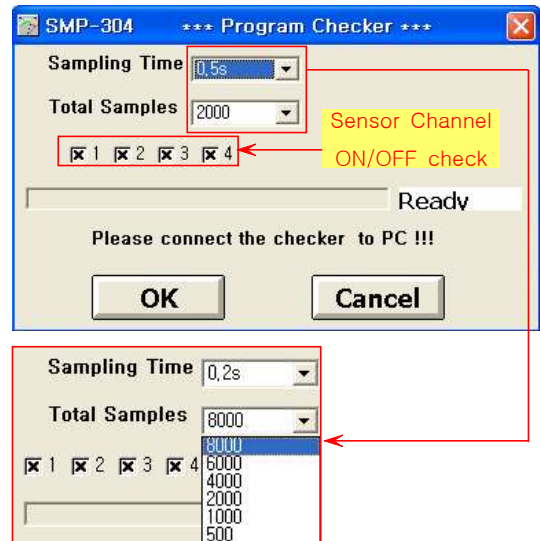 SMP-304 *** Program Checker ***
Sampling Time 0,5s
Total Samples 2000
Sensor Channel
ON/OFF check
1 2 3 4
Ready
Please connect the checker to PC !!!
OK Cancel
Sampling Time 0,2s
Total Samples 8000
8000
1 2 3 4 6000
4000
2000
1000
500